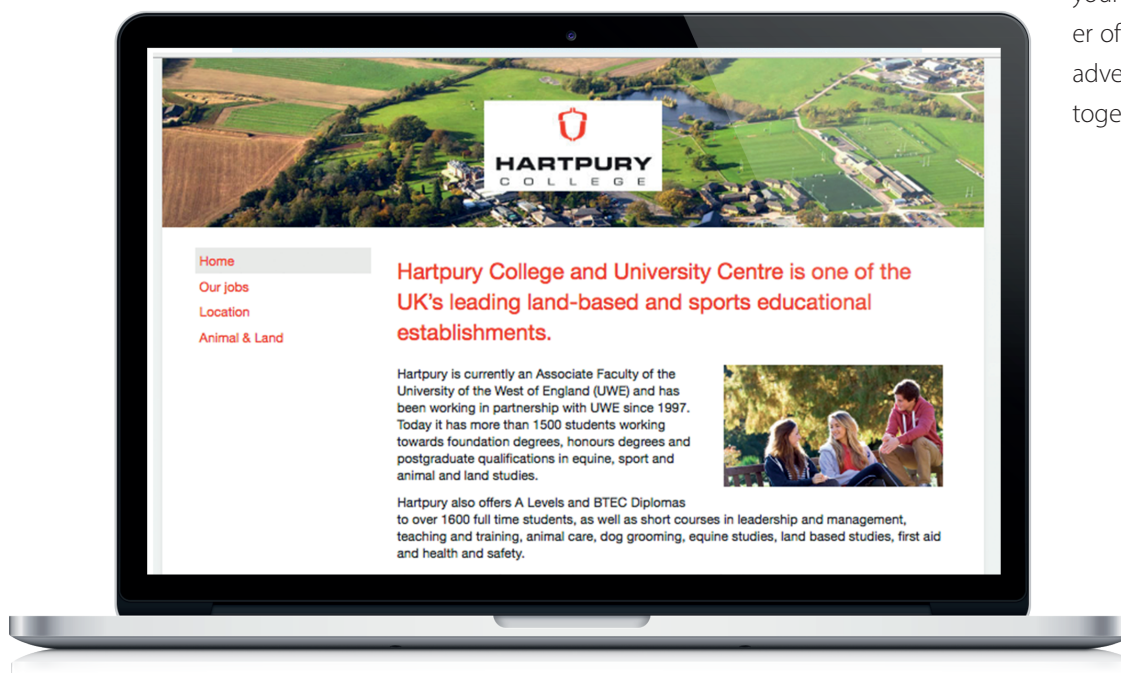 your
er of
adve
toge
HARTPURY
COLLEGE
Home
Our jobs
Location
Animal & Land
Hartpury College and University Centre is one of the
UK's leading land-based and sports educational
establishments.
Hartpury is currently an Associate Faculty of the
University of the West of England (UWE) and has
been working in partnership with UWE since 1997.
Today it has more than 1500 students working
towards foundation degrees, honours degrees and
postgraduate qualifications in equine, sport and
animal and land studies.
Hartpury also offers A Levels and BTEC Diplomas
to over 1600 full time students, as well as short courses in leadership and management,
teaching and training, animal care, dog grooming, equine studies, land based studies, first aid
and health and safety.